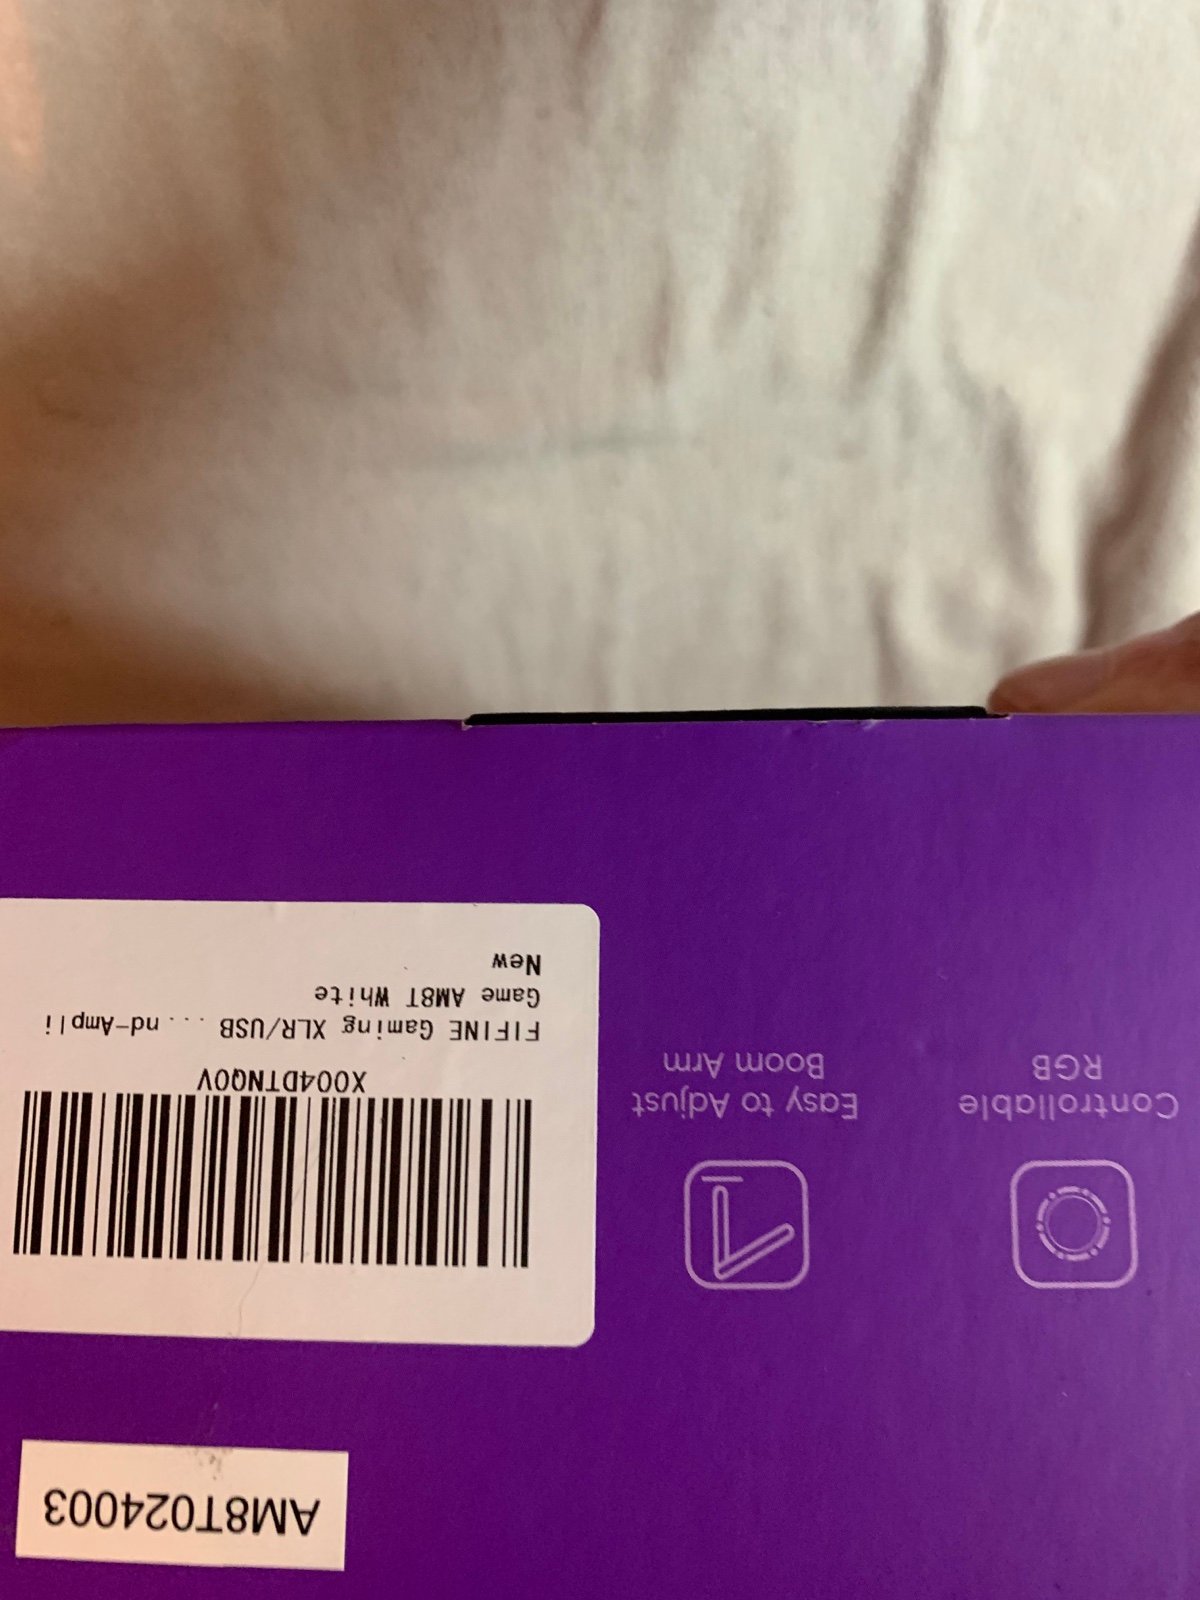 AM8T024003
X004DTNQ0V
FIFINE Gaming XLR/USB ... nd-Ampli
Game AM8T White
New
Controllable
RGB
Easy to Adjust
Boom Arm